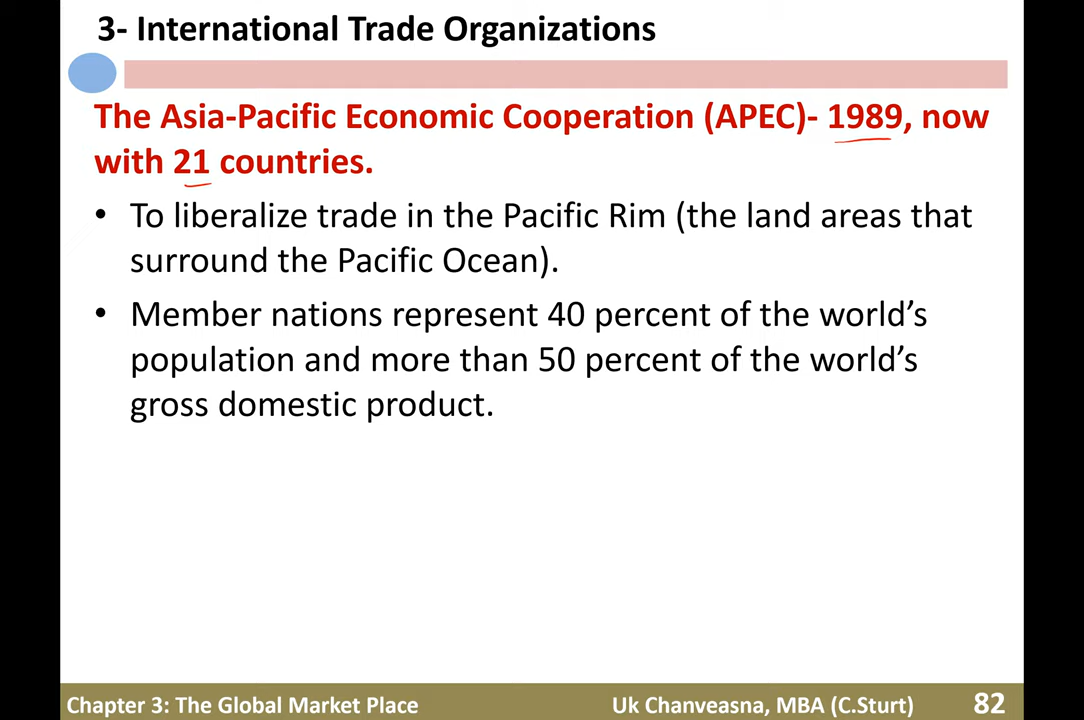 3- International Trade Organizations
The Asia-Pacific Economic Cooperation (APEC)- 1989, now
with 21 countries.
• To liberalize trade in the Pacific Rim (the land areas that
surround the Pacific Ocean).
• Member nations represent 40 percent of the world’s
population and more than 50 percent of the world’s
gross domestic product.
Chapter 3: The Global Market Place Uk Chanveasna, MBA (C.Sturt) 82